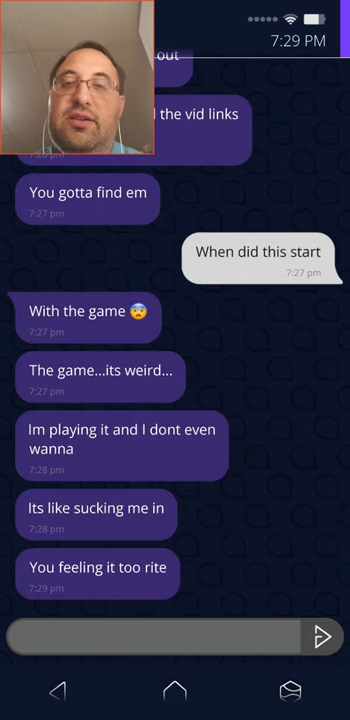 7:29 PM
out
the vid links
You gotta find em
7:27 pm
When did this start
7:27 pm
With the game 😨
7:27 pm
The game...its weird...
7:27 pm
Im playing it and I dont even
wanna
7:28 pm
Its like sucking me in
7:28 pm
You feeling it too rite
7:29 pm